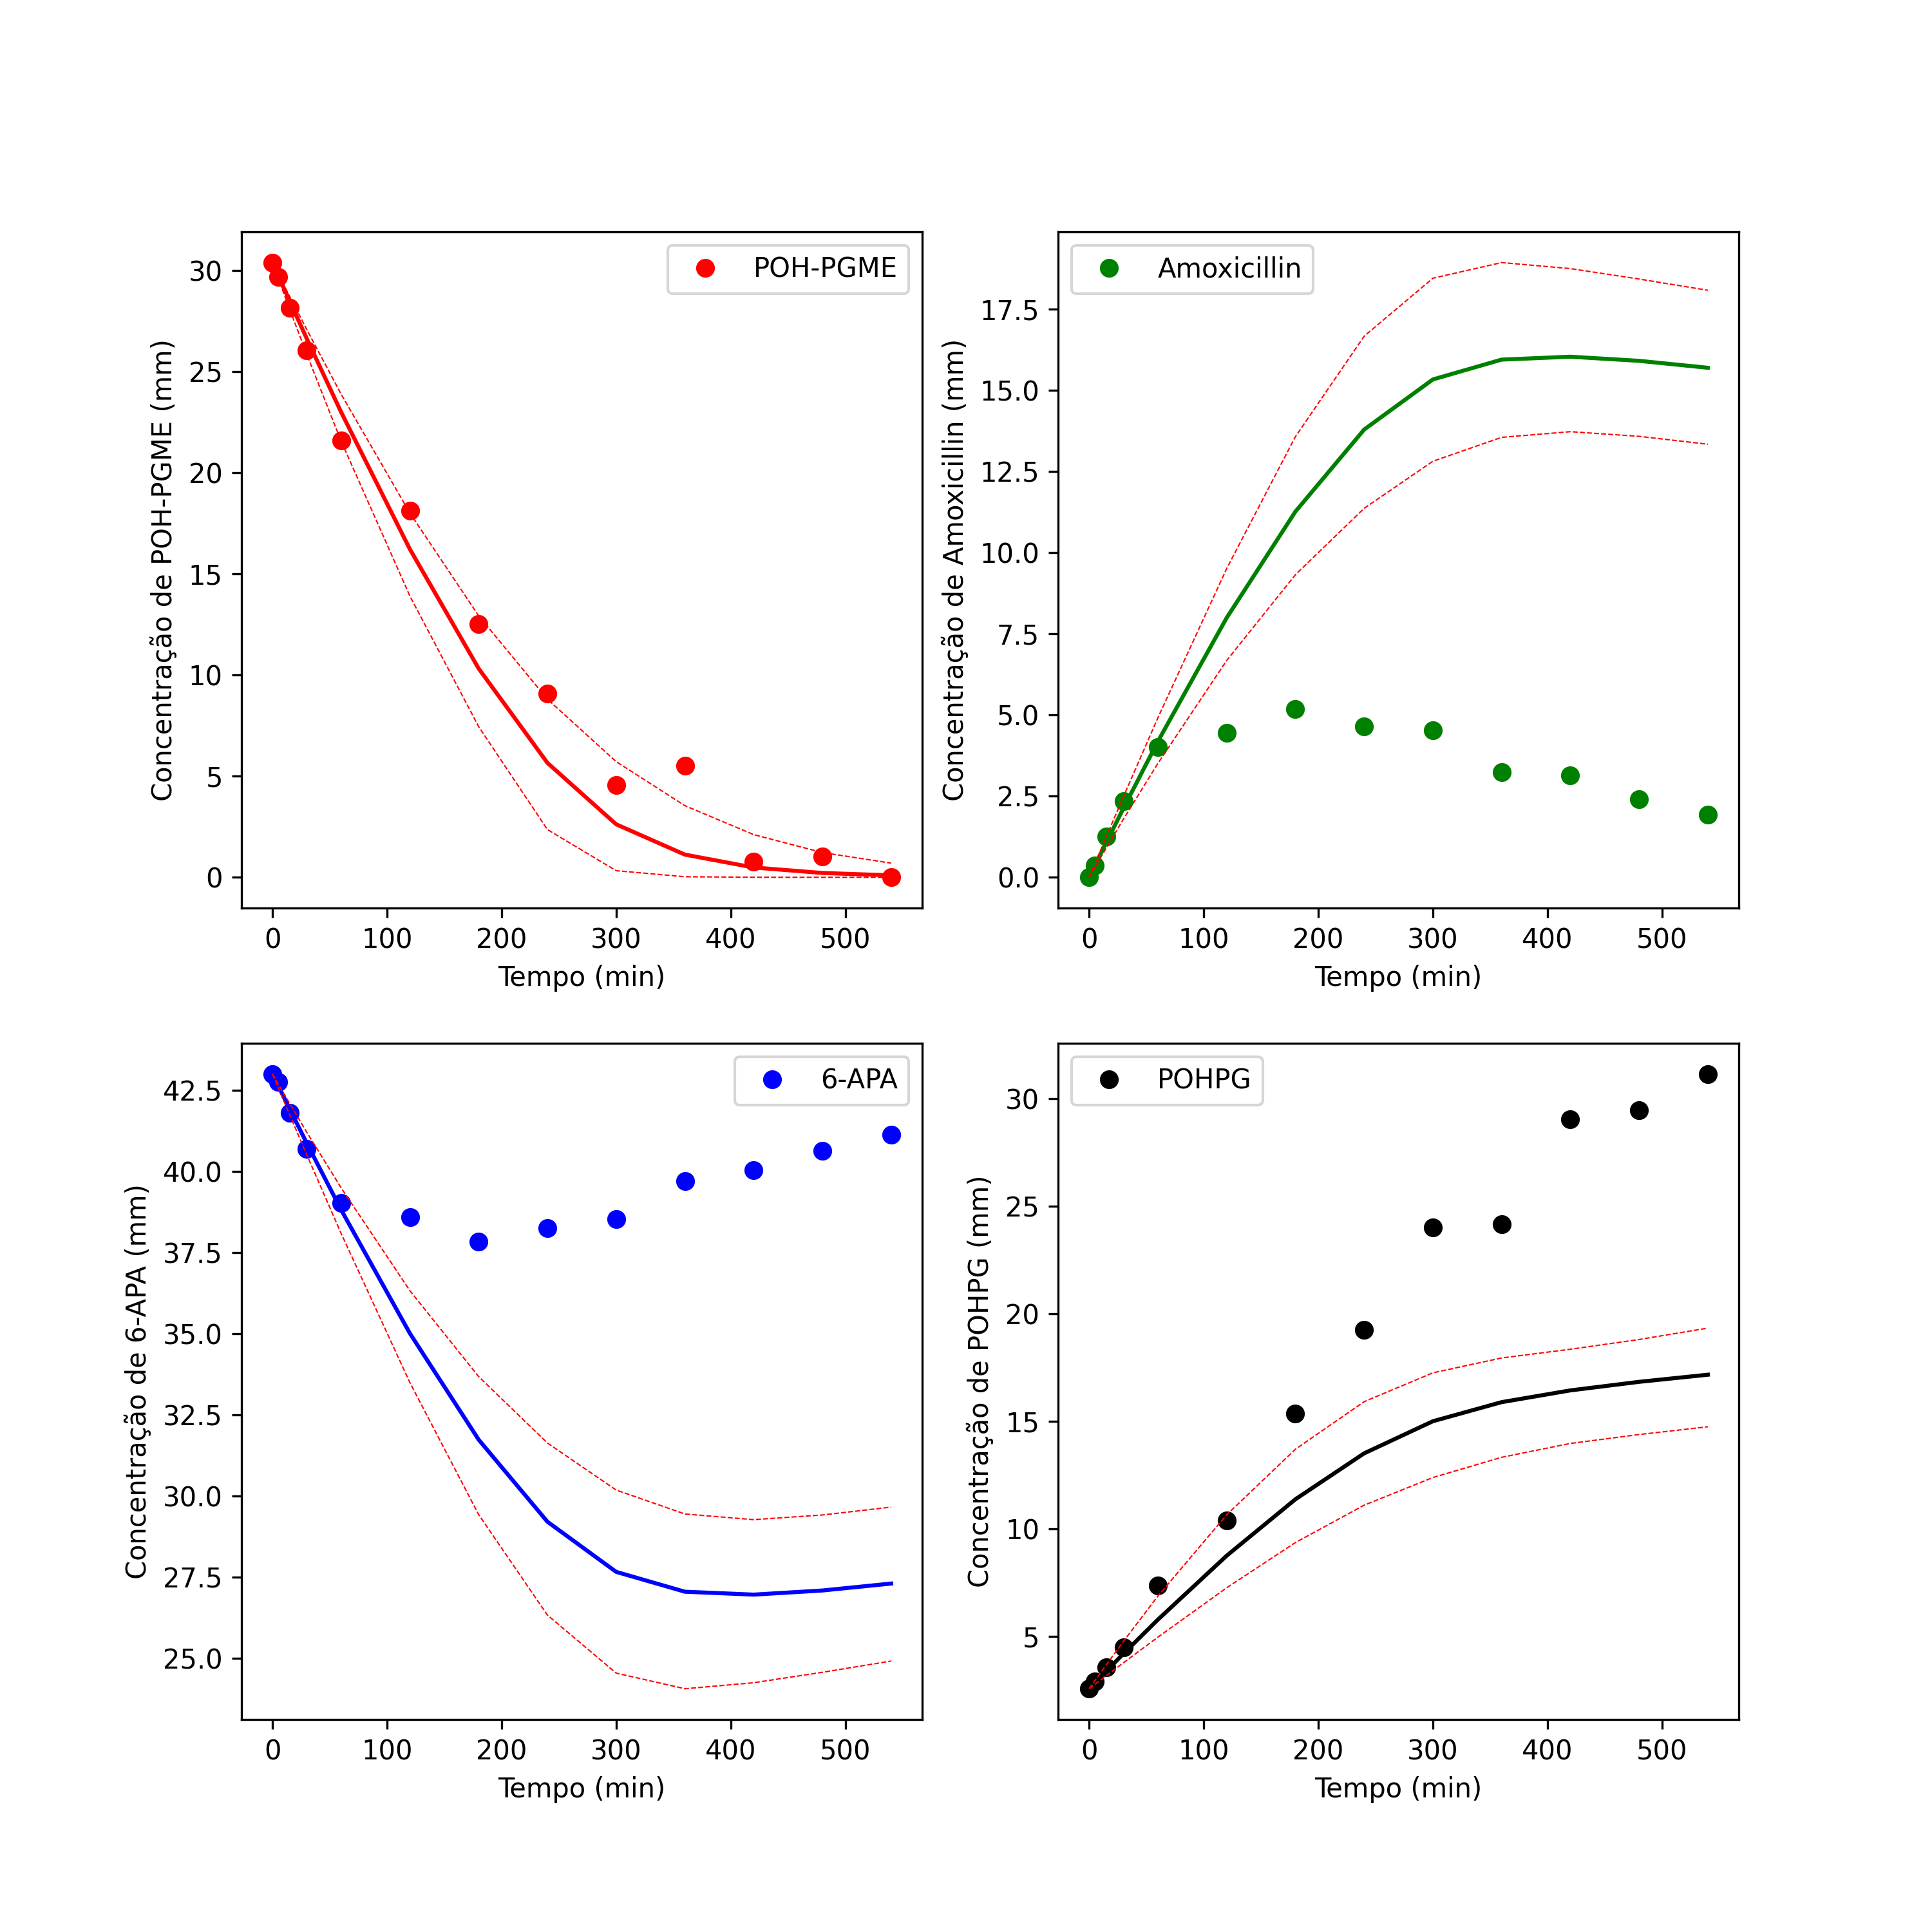 POH-PGME
Concentração de POH-PGME (mm)
30
25
20
15
10
5
0
0 100 200 300 400 500
Tempo (min)
Amoxicillin
Concentração de Amoxicillin (mm)
17.5
15.0
12.5
10.0
7.5
5.0
2.5
0.0
0 100 200 300 400 500
Tempo (min)
6-APA
Concentração de 6-APA (mm)
42.5
40.0
37.5
35.0
32.5
30.0
27.5
25.0
0 100 200 300 400 500
Tempo (min)
POHPG
Concentração de POHPG (mm)
30
25
20
15
10
5
0 100 200 300 400 500
Tempo (min)